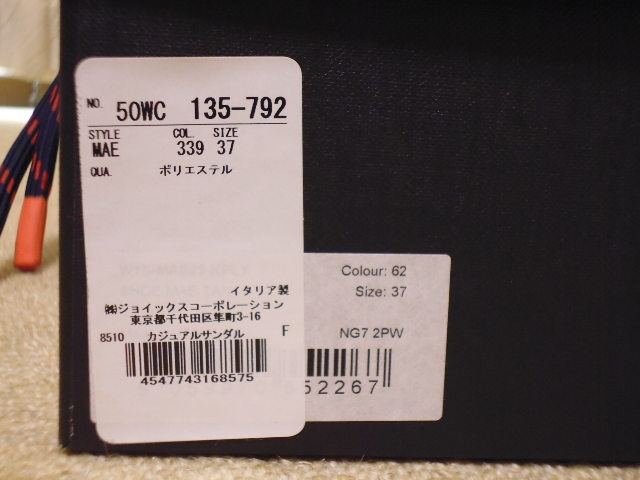 NO. 50WC 135-792
STYLE COL. SIZE
MAE 339 37
QUA. ポリエステル
イタリア製
㈱ジョイックスコーポレーション
東京都千代田区隼町3-16
8510 カジュアルサンダル F
4547743168575
Colour: 62
Size: 37
NG7 2PW
52267